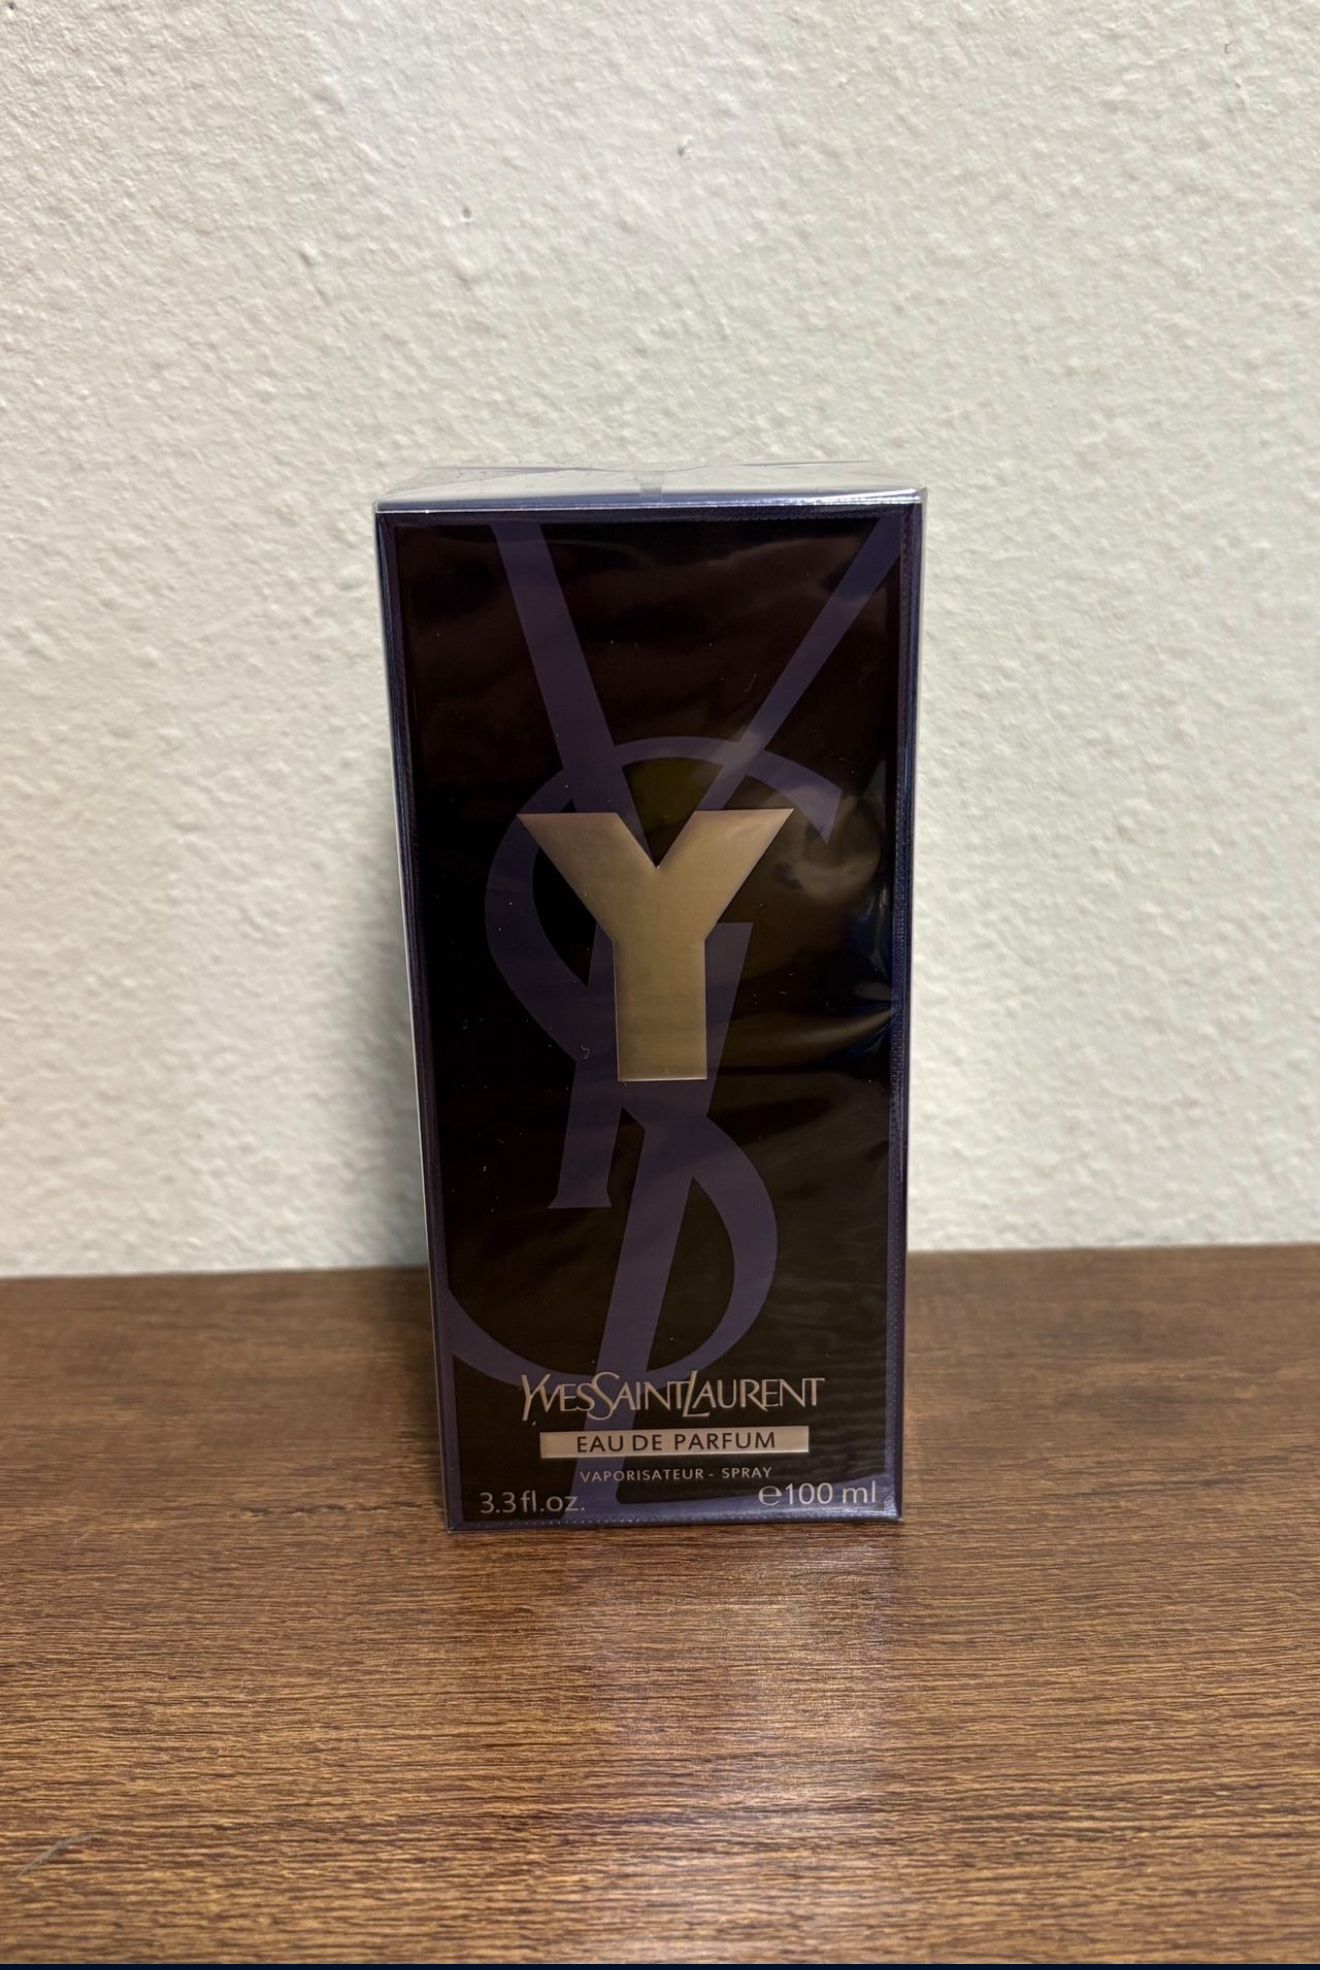 Y
YVESSAINTLAURENT
EAU DE PARFUM
VAPORISATEUR - SPRAY
3.3 fl.oz. ℮100 ml